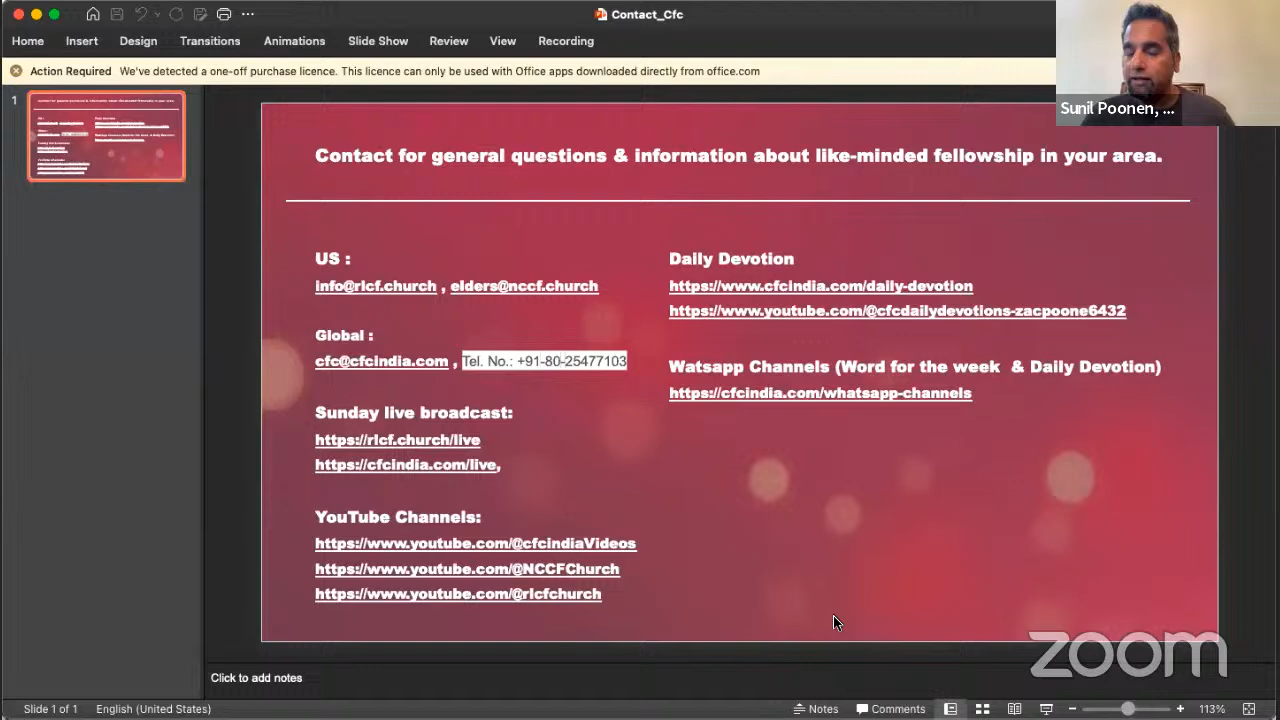 Contact_Cfc
Home Insert Design Transitions Animations Slide Show Review View Recording
Action Required We've detected a one-off purchase licence. This licence can only be used with Office apps downloaded directly from office.com
Sunil Poonen, ...
1
Contact for general questions & information about like-minded fellowship in your area.
US :
info@rlcf.church , elders@nccf.church
Global :
cfc@cfcindia.com , Tel. No.: +91-80-25477103
Sunday live broadcast:
https://rlcf.church/live
https://cfcindia.com/live,
YouTube Channels:
https://www.youtube.com/@cfcindiaVideos
https://www.youtube.com/@NCCFChurch
https://www.youtube.com/@rlcfchurch
Daily Devotion
https://www.cfcindia.com/daily-devotion
https://www.youtube.com/@cfcdailydevotions-zacpoone6432
Watsapp Channels (Word for the week & Daily Devotion)
https://cfcindia.com/whatsapp-channels
zoom
Click to add notes
Slide 1 of 1 English (United States) Notes Comments 113%